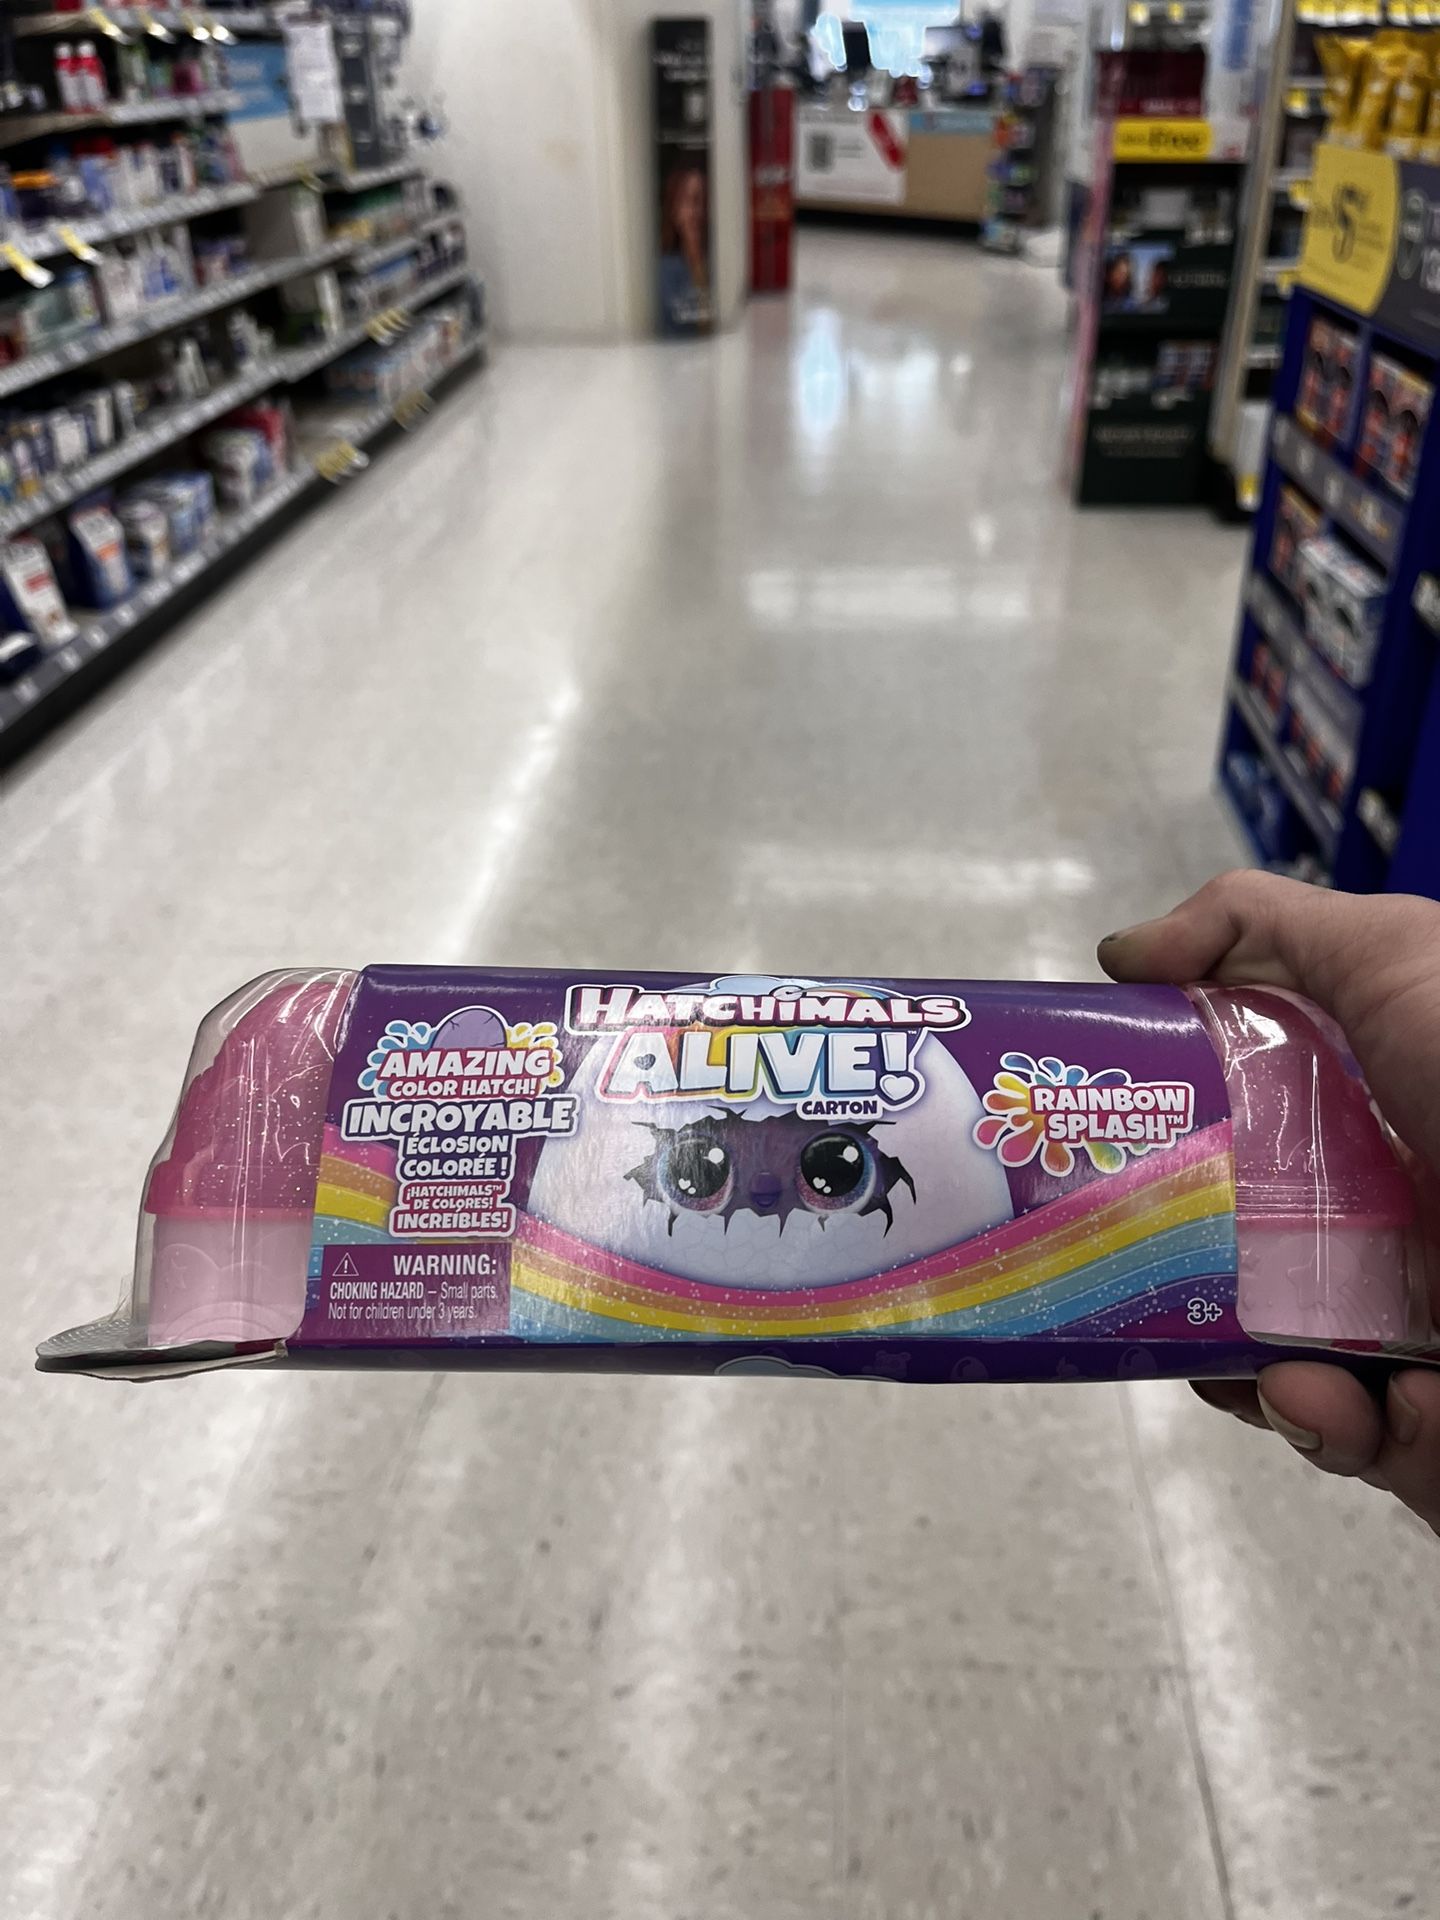 HATCHIMALS
ALIVE!
CARTON
AMAZING
COLOR HATCH!
INCROYABLE
ÉCLOSION
COLORÉE !
¡HATCHIMALS™
DE COLORES!
INCREÍBLES!
RAINBOW
SPLASH™
WARNING:
CHOKING HAZARD – Small parts.
Not for children under 3 years.
3+